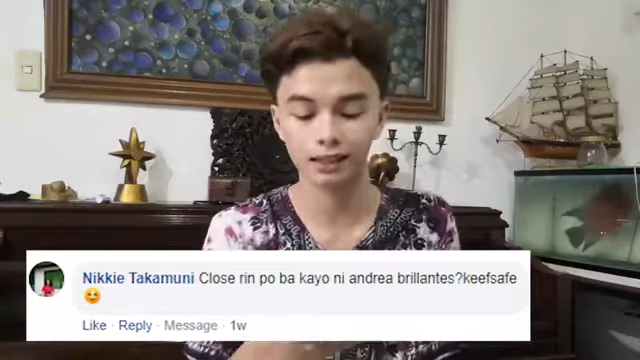 Nikkie Takamuni Close rin po ba kayo ni andrea brillantes?keefsafe
Like · Reply · Message · 1w